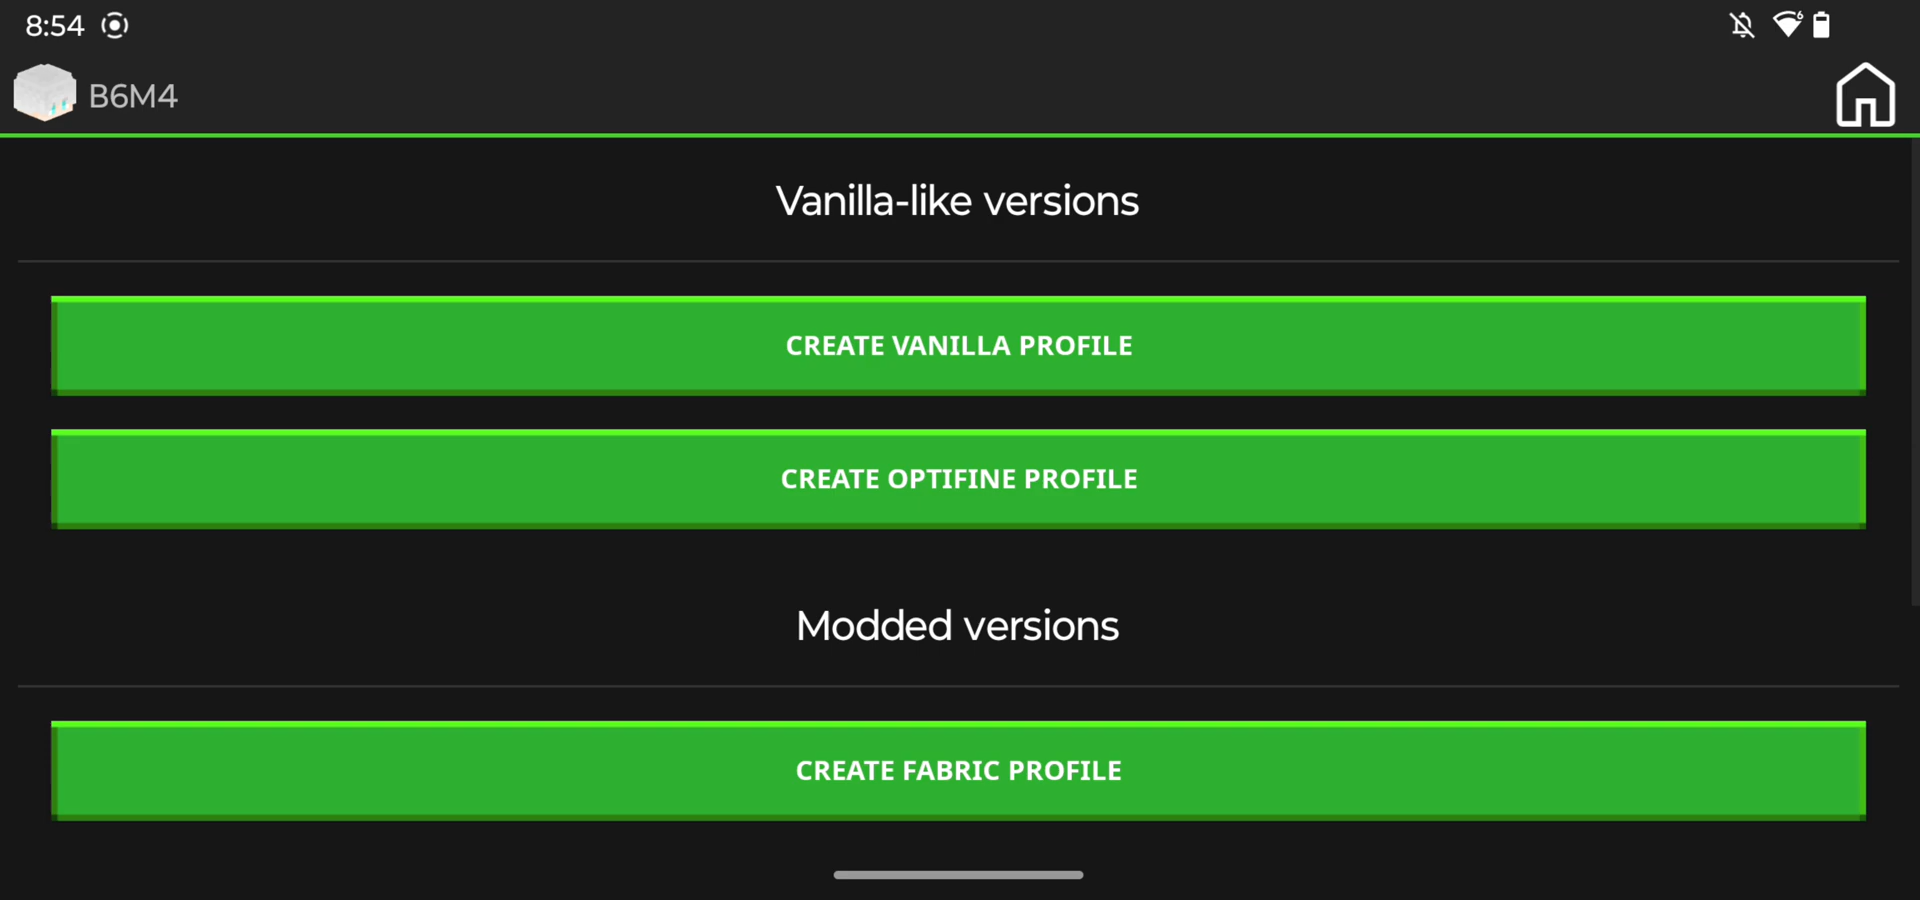 8:54
B6M4
Vanilla-like versions
CREATE VANILLA PROFILE
CREATE OPTIFINE PROFILE
Modded versions
CREATE FABRIC PROFILE